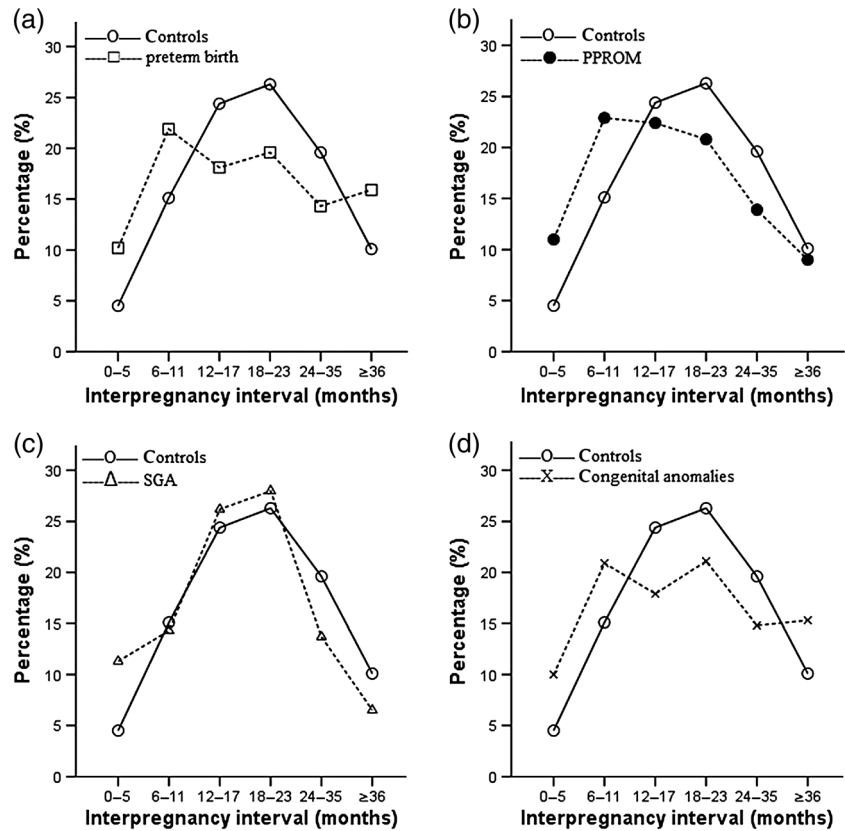 (a)
Controls
preterm birth
Percentage (%)
30
25
20
15
10
5
0
0–5 6–11 12–17 18–23 24–35 ≥36
Interpregnancy interval (months)
(b)
Controls
PPROM
Percentage (%)
30
25
20
15
10
5
0
0–5 6–11 12–17 18–23 24–35 ≥36
Interpregnancy interval (months)
(c)
Controls
SGA
Percentage (%)
30
25
20
15
10
5
0
0–5 6–11 12–17 18–23 24–35 ≥36
Interpregnancy interval (months)
(d)
Controls
Congenital anomalies
Percentage (%)
30
25
20
15
10
5
0
0–5 6–11 12–17 18–23 24–35 ≥36
Interpregnancy interval (months)